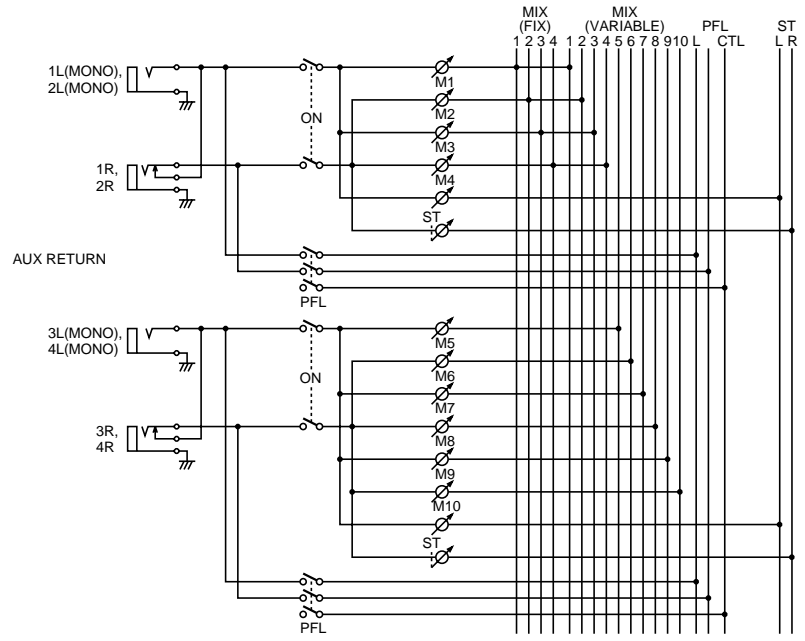 MIX MIX
(FIX) (VARIABLE) PFL ST
1 2 3 4 1 2 3 4 5 6 7 8 9 10 L CTL L R
1L(MONO),
2L(MONO)
M1
M2
ON
M3
1R,
2R
M4
ST
AUX RETURN
PFL
3L(MONO),
4L(MONO)
M5
M6
ON
M7
3R,
4R
M8
M9
M10
ST
PFL